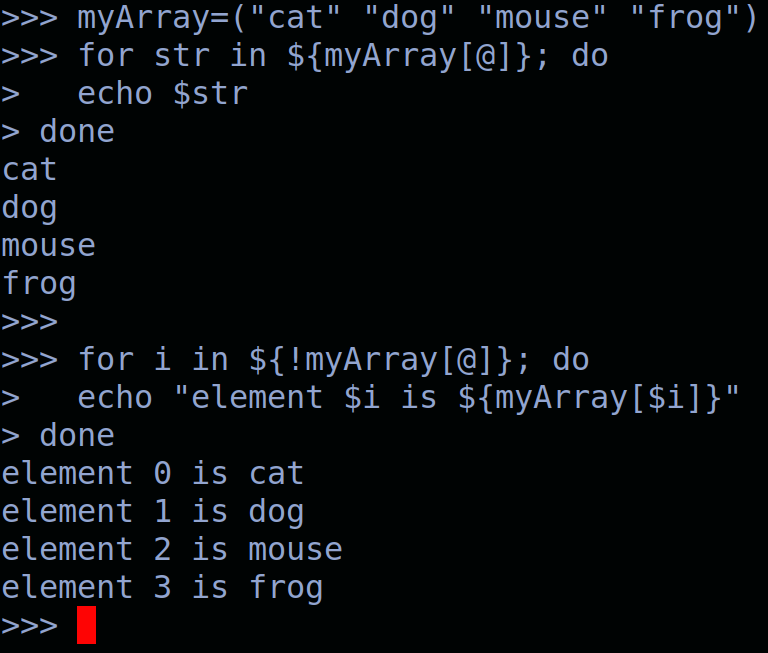 >>> myArray=("cat" "dog" "mouse" "frog")
>>> for str in ${myArray[@]}; do
>   echo $str
> done
cat
dog
mouse
frog
>>>
>>> for i in ${!myArray[@]}; do
>   echo "element $i is ${myArray[$i]}"
> done
element 0 is cat
element 1 is dog
element 2 is mouse
element 3 is frog
>>>